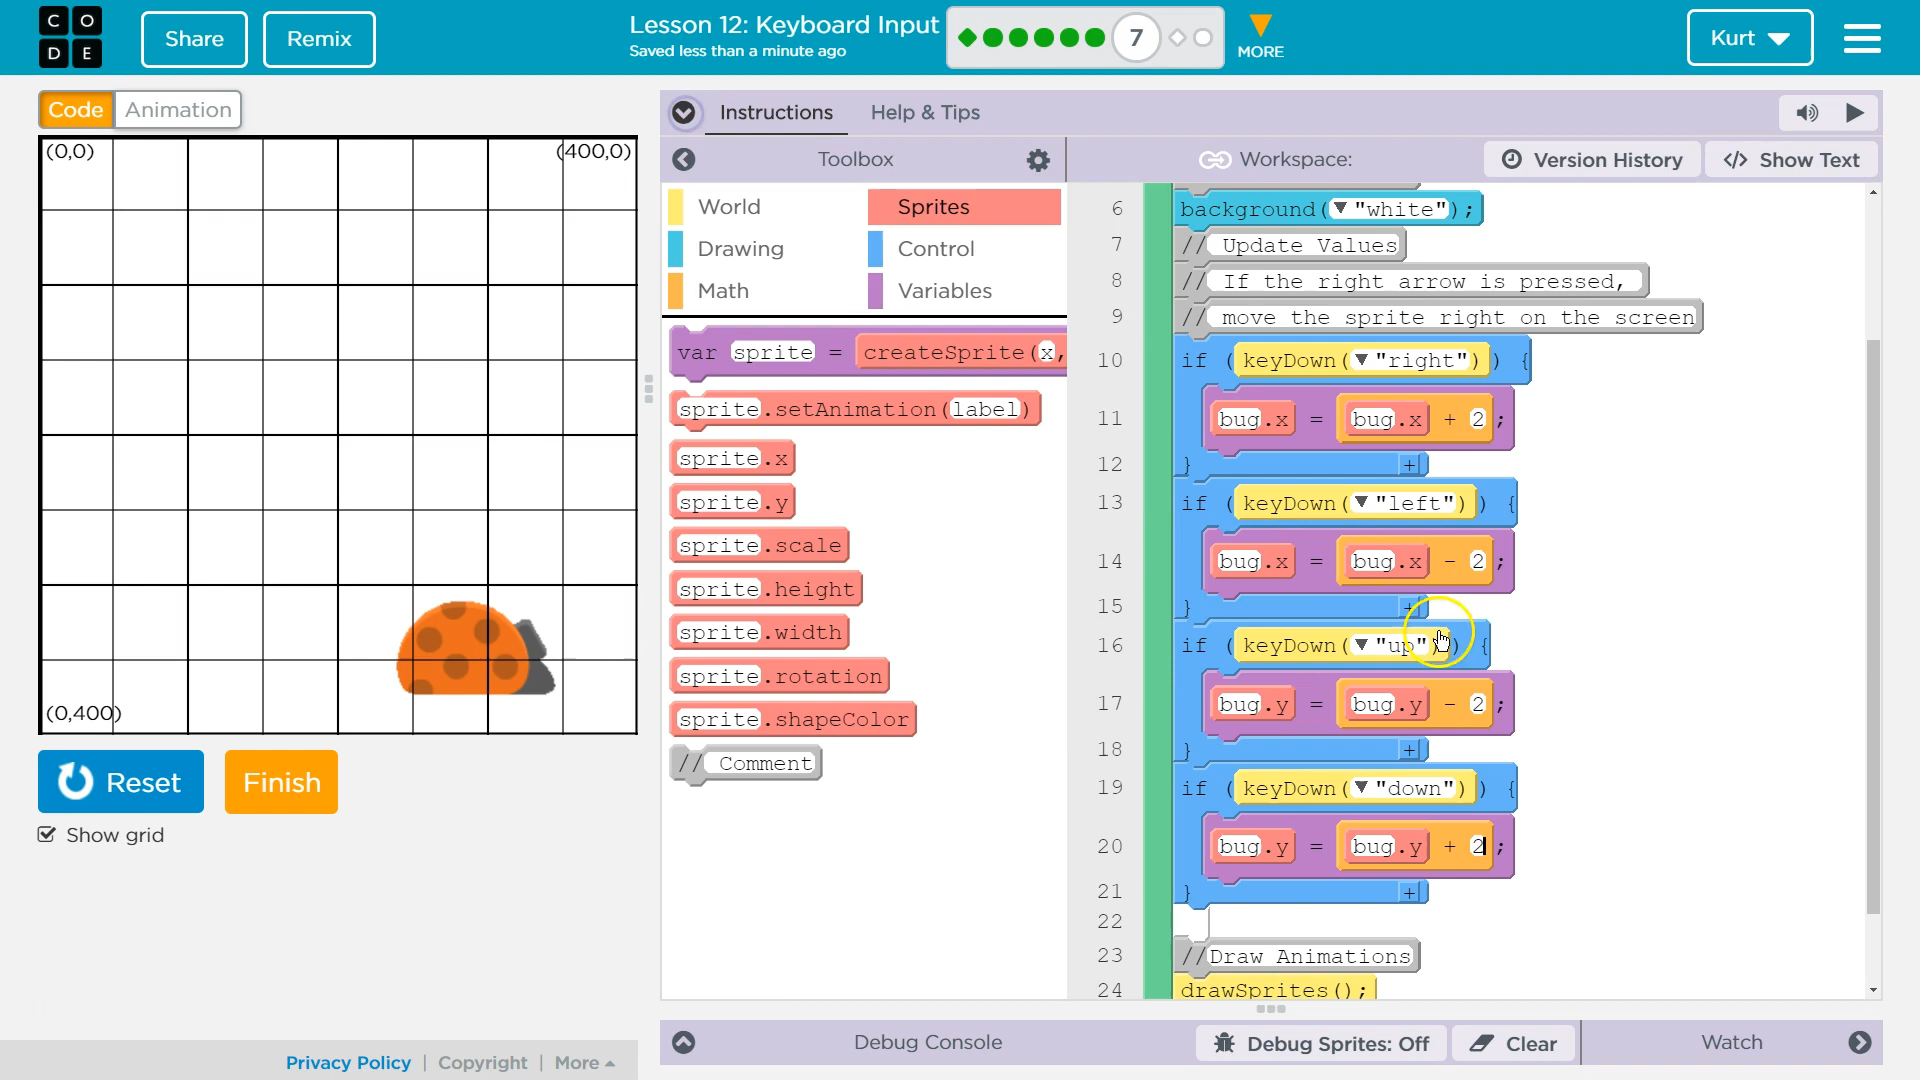 C O
D E
Share
Remix
Lesson 12: Keyboard Input
Saved less than a minute ago
7
MORE
Kurt
Code
Animation
(0,0)
(400,0)
(0,400)
Reset
Finish
Show grid
Privacy Policy | Copyright | More
Instructions
Help & Tips
Toolbox
World
Sprites
Drawing
Control
Math
Variables
var sprite = createSprite(x,
sprite.setAnimation(label)
sprite.x
sprite.y
sprite.scale
sprite.height
sprite.width
sprite.rotation
sprite.shapeColor
// Comment
Workspace:
Version History
</> Show Text
6 background("white");
7 // Update Values
8 // If the right arrow is pressed,
9 // move the sprite right on the screen
10 if (keyDown("right")) {
11 bug.x = bug.x + 2;
12 } +
13 if (keyDown("left")) {
14 bug.x = bug.x - 2;
15 } +
16 if (keyDown("up")) {
17 bug.y = bug.y - 2;
18 } +
19 if (keyDown("down")) {
20 bug.y = bug.y + 2;
21 } +
22
23 //Draw Animations
24 drawSprites();
Debug Console
Debug Sprites: Off
Clear
Watch